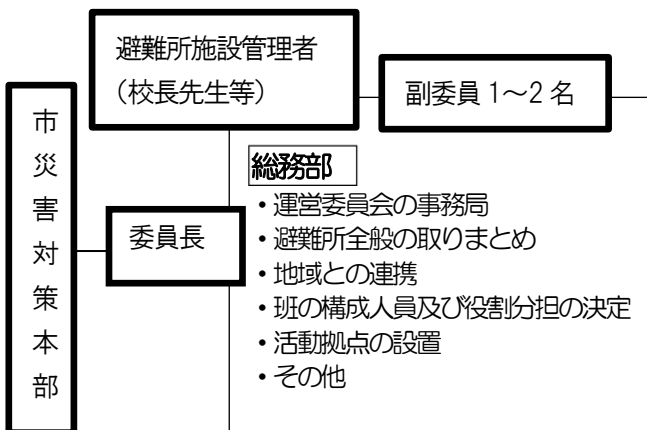 避難所施設管理者
（校長先生等）
副委員 1～2 名
市災害対策本部
委員長
総務部
・運営委員会の事務局
・避難所全般の取りまとめ
・地域との連携
・班の構成人員及び役割分担の決定
・活動拠点の設置
・その他